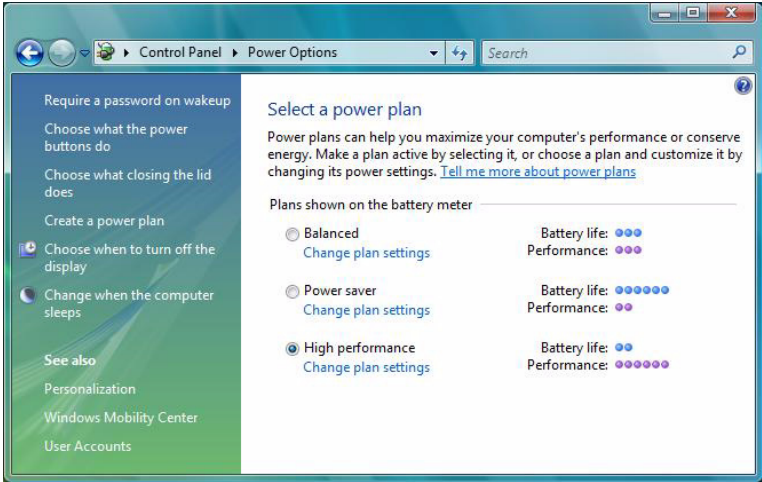 Control Panel
Power Options
Search
Require a password on wakeup
Choose what the power
buttons do
Choose what closing the lid
does
Create a power plan
Choose when to turn off the
display
Change when the computer
sleeps
See also
Personalization
Windows Mobility Center
User Accounts
Select a power plan
Power plans can help you maximize your computer's performance or conserve
energy. Make a plan active by selecting it, or choose a plan and customize it by
changing its power settings. Tell me more about power plans
Plans shown on the battery meter
Balanced Battery life:
Change plan settings Performance:
Power saver Battery life:
Change plan settings Performance:
High performance Battery life:
Change plan settings Performance: